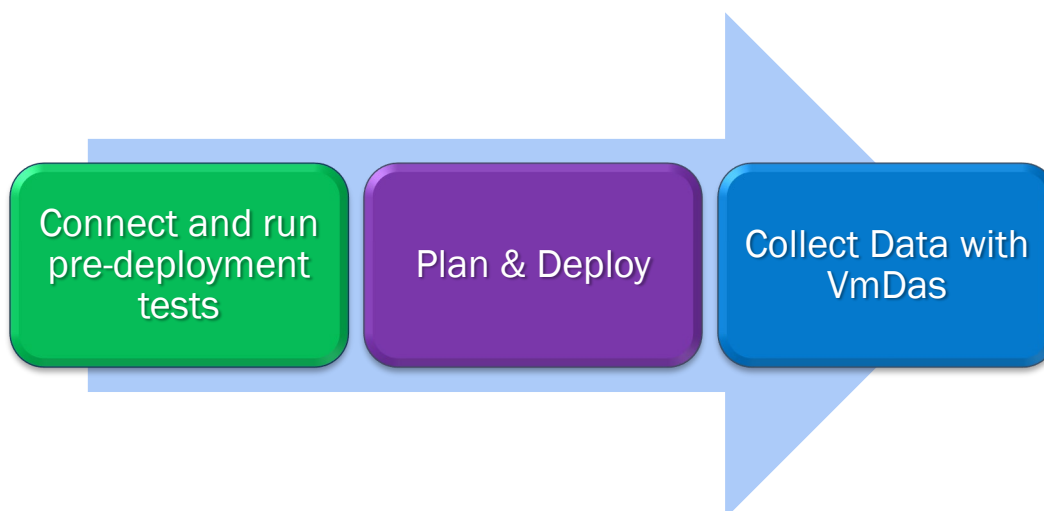 Connect and run
pre-deployment
tests
Plan & Deploy
Collect Data with
VmDas